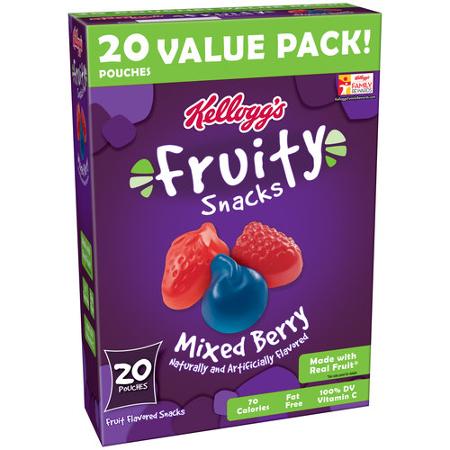 20 VALUE PACK!
POUCHES
Kellogg's
FAMILY
REWARDS
Kellogg's
Fruity
Snacks
Mixed Berry
Naturally and Artificially Flavored
Made with
Real Fruit*
20
POUCHES
70
Calories
Fat
Free
100% DV
Vitamin C
Fruit Flavored Snacks